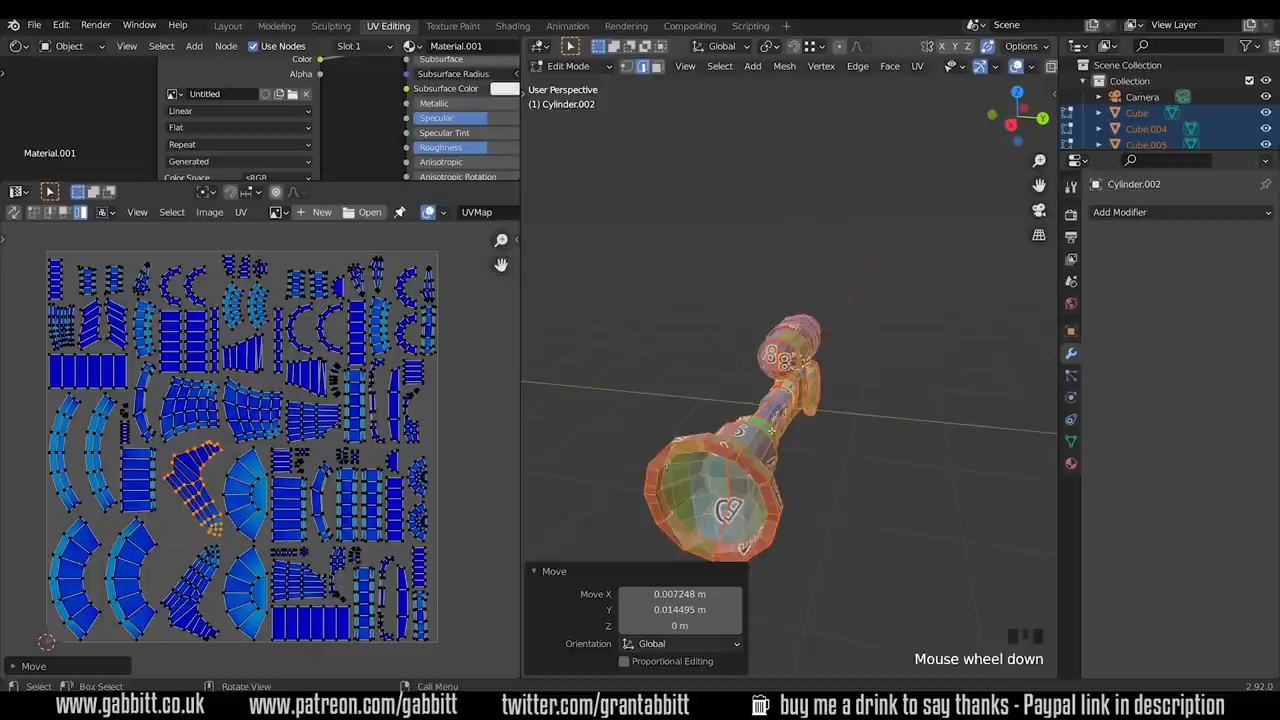 File Edit Render Window Help Layout Modeling Sculpting UV Editing Texture Paint Shading Animation Rendering Compositing Scripting + Scene View Layer
Object View Select Add Node Use Nodes Slot 1 Material.001 Global X Y Z Options
Edit Mode View Select Add Mesh Vertex Edge Face UV
Color Subsurface
Alpha Subsurface Radius
Untitled Subsurface Color
Linear Metallic
Flat Specular
Repeat Specular Tint
Generated Roughness
Color Space sRGB Anisotropic
Anisotropic Rotation
Material.001
User Perspective
(1) Cylinder.002
Z
Y
X
Scene Collection
Collection
Camera
Cube
Cube.004
Cube.005
Cylinder.002
Add Modifier
View Select Image UV New Open UVMap
Move
Move X 0.007248 m
Y 0.014495 m
Z 0 m
Orientation Global
Proportional Editing
Move
Mouse wheel down
Select Box Select Rotate View Call Menu 2.92.0
www.gabbitt.co.uk www.patreon.com/gabbitt twitter.com/grantabbitt buy me a drink to say thanks - Paypal link in description